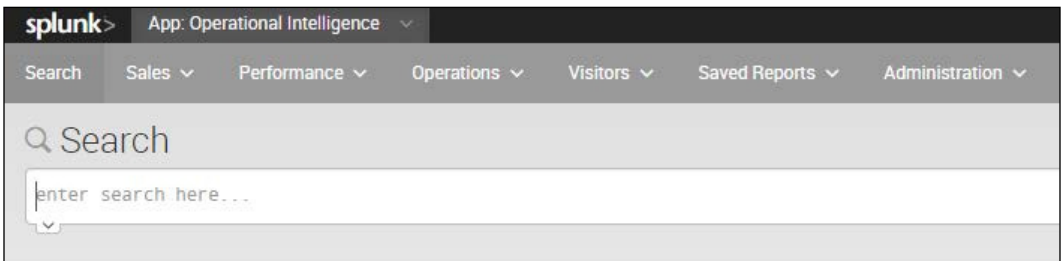 splunk> App: Operational Intelligence
Search Sales Performance Operations Visitors Saved Reports Administration
Search
enter search here...